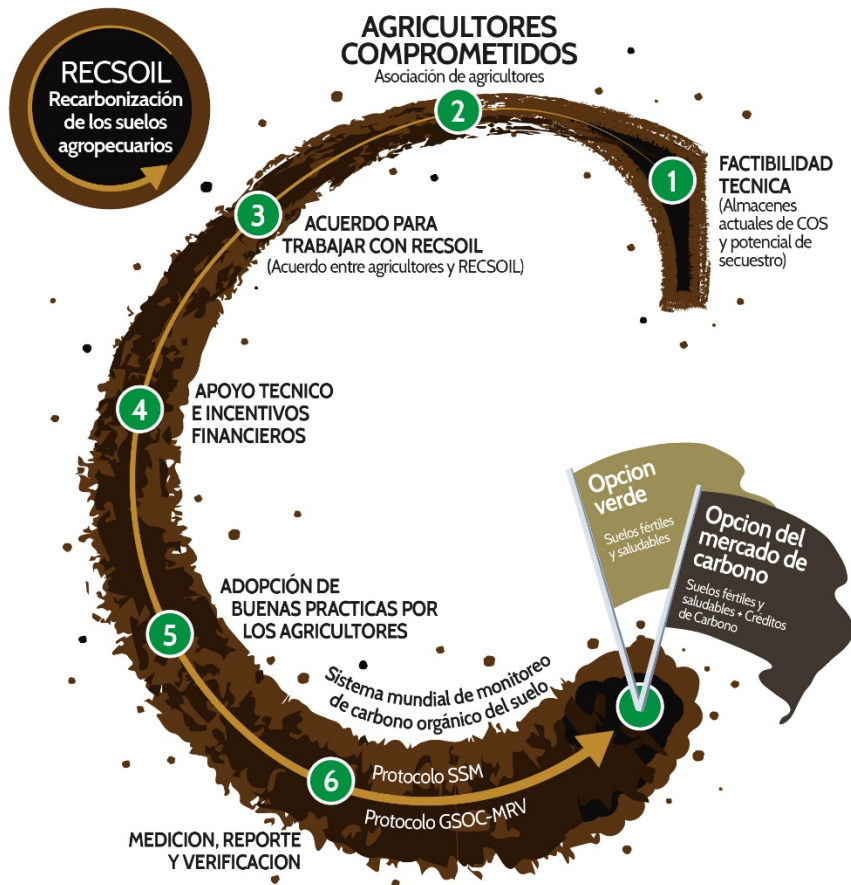 RECSOIL
Recarbonización
de los suelos
agropecuarios
AGRICULTORES
COMPROMETIDOS
Asociación de agricultores
2
1
FACTIBILIDAD
TECNICA
(Almacenes
actuales de COS
y potencial de
secuestro)
3
ACUERDO PARA
TRABAJAR CON RECSOIL
(Acuerdo entre agricultores y RECSOIL)
4
APOYO TECNICO
E INCENTIVOS
FINANCIEROS
Opcion
verde
Suelos fértiles
y saludables
Opcion del
mercado de
carbono
Suelos fértiles y
saludables + Créditos
de Carbono
5
ADOPCIÓN DE
BUENAS PRACTICAS POR
LOS AGRICULTORES
Sistema mundial de monitoreo
de carbono orgánico del suelo
6
Protocolo SSM
Protocolo GSOC-MRV
MEDICION, REPORTE
Y VERIFICACION